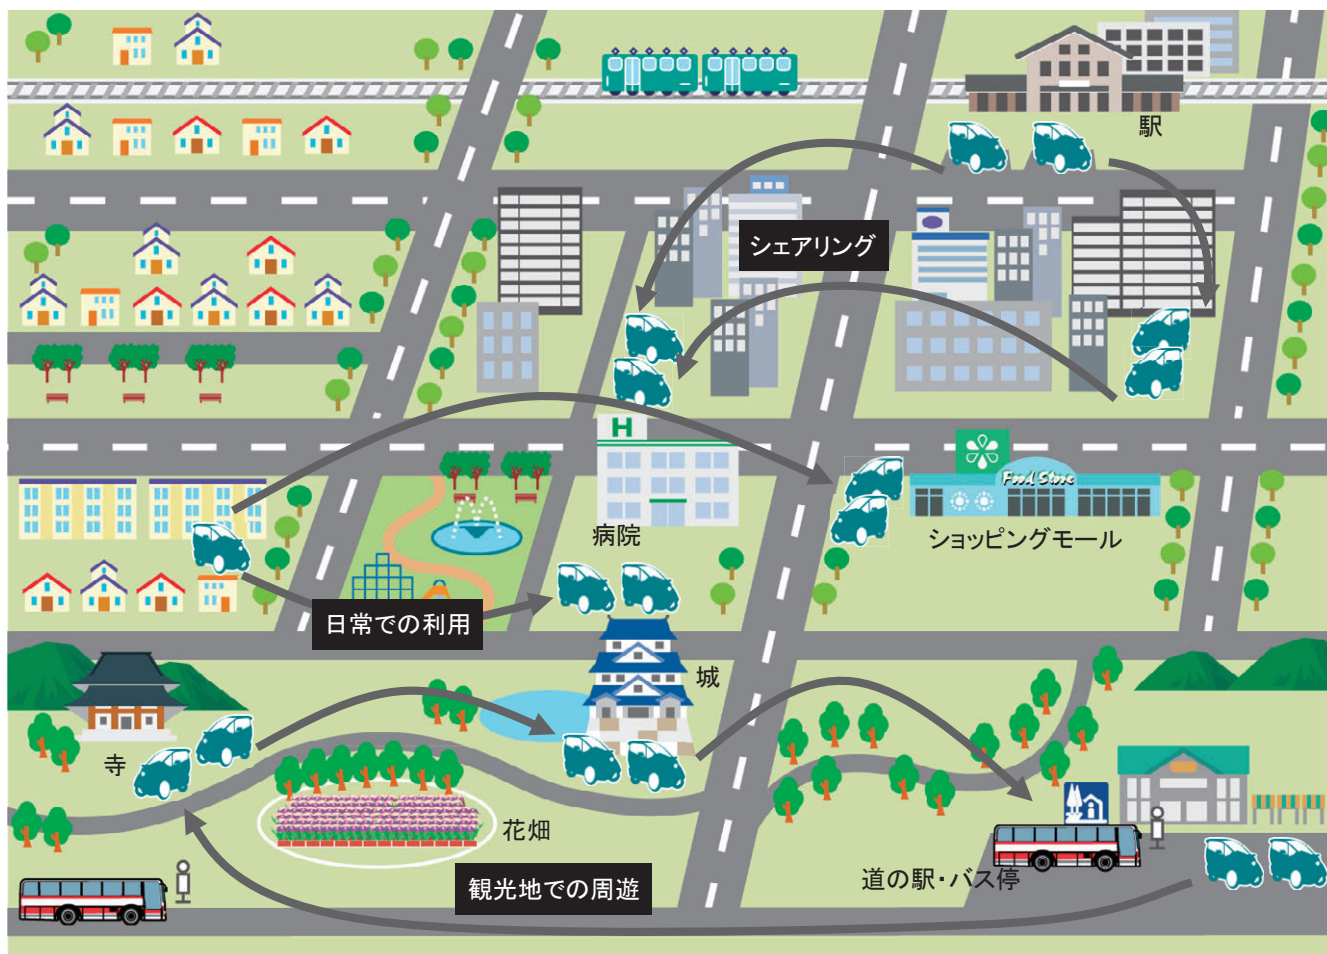 駅
シェアリング
H
Food Store
病院
ショッピングモール
日常での利用
城
寺
花畑
道の駅・バス停
観光地での周遊